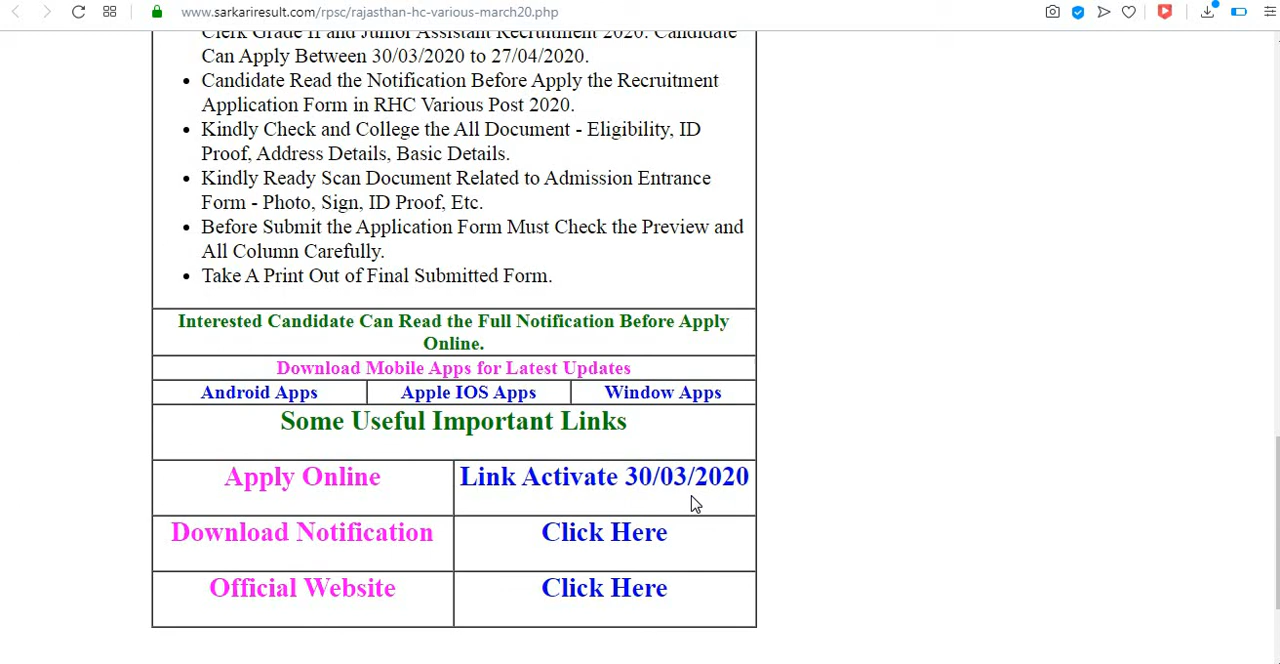 www.sarkariresult.com/rpsc/rajasthan-hc-various-march20.php
Clerk Grade II and Junior Assistant Recruitment 2020. Candidate
Can Apply Between 30/03/2020 to 27/04/2020.
Candidate Read the Notification Before Apply the Recruitment
Application Form in RHC Various Post 2020.
Kindly Check and College the All Document - Eligibility, ID
Proof, Address Details, Basic Details.
Kindly Ready Scan Document Related to Admission Entrance
Form - Photo, Sign, ID Proof, Etc.
Before Submit the Application Form Must Check the Preview and
All Column Carefully.
Take A Print Out of Final Submitted Form.
Interested Candidate Can Read the Full Notification Before Apply
Online.
Download Mobile Apps for Latest Updates
Android Apps Apple IOS Apps Window Apps
Some Useful Important Links
Apply Online Link Activate 30/03/2020
Download Notification Click Here
Official Website Click Here